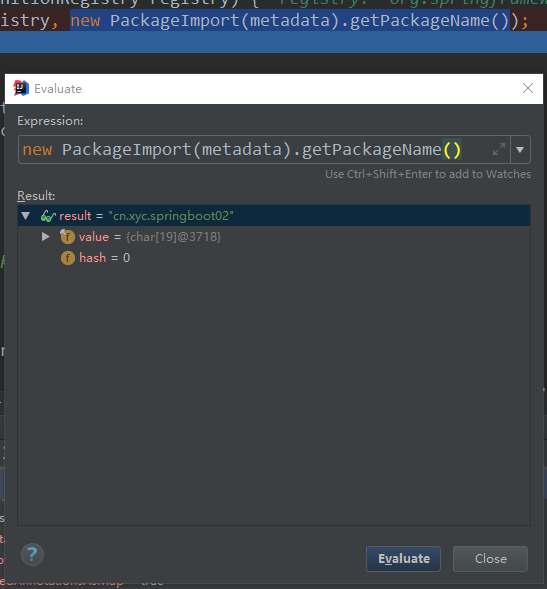 nitionRegistry registry) { registry: "org.springframew
istry, new PackageImport(metadata).getPackageName());
Evaluate
Expression:
new PackageImport(metadata).getPackageName()
Use Ctrl+Shift+Enter to add to Watches
Result:
result = "cn.xyc.springboot02"
value = {char[19]@3718}
hash = 0
?
Evaluate
Close